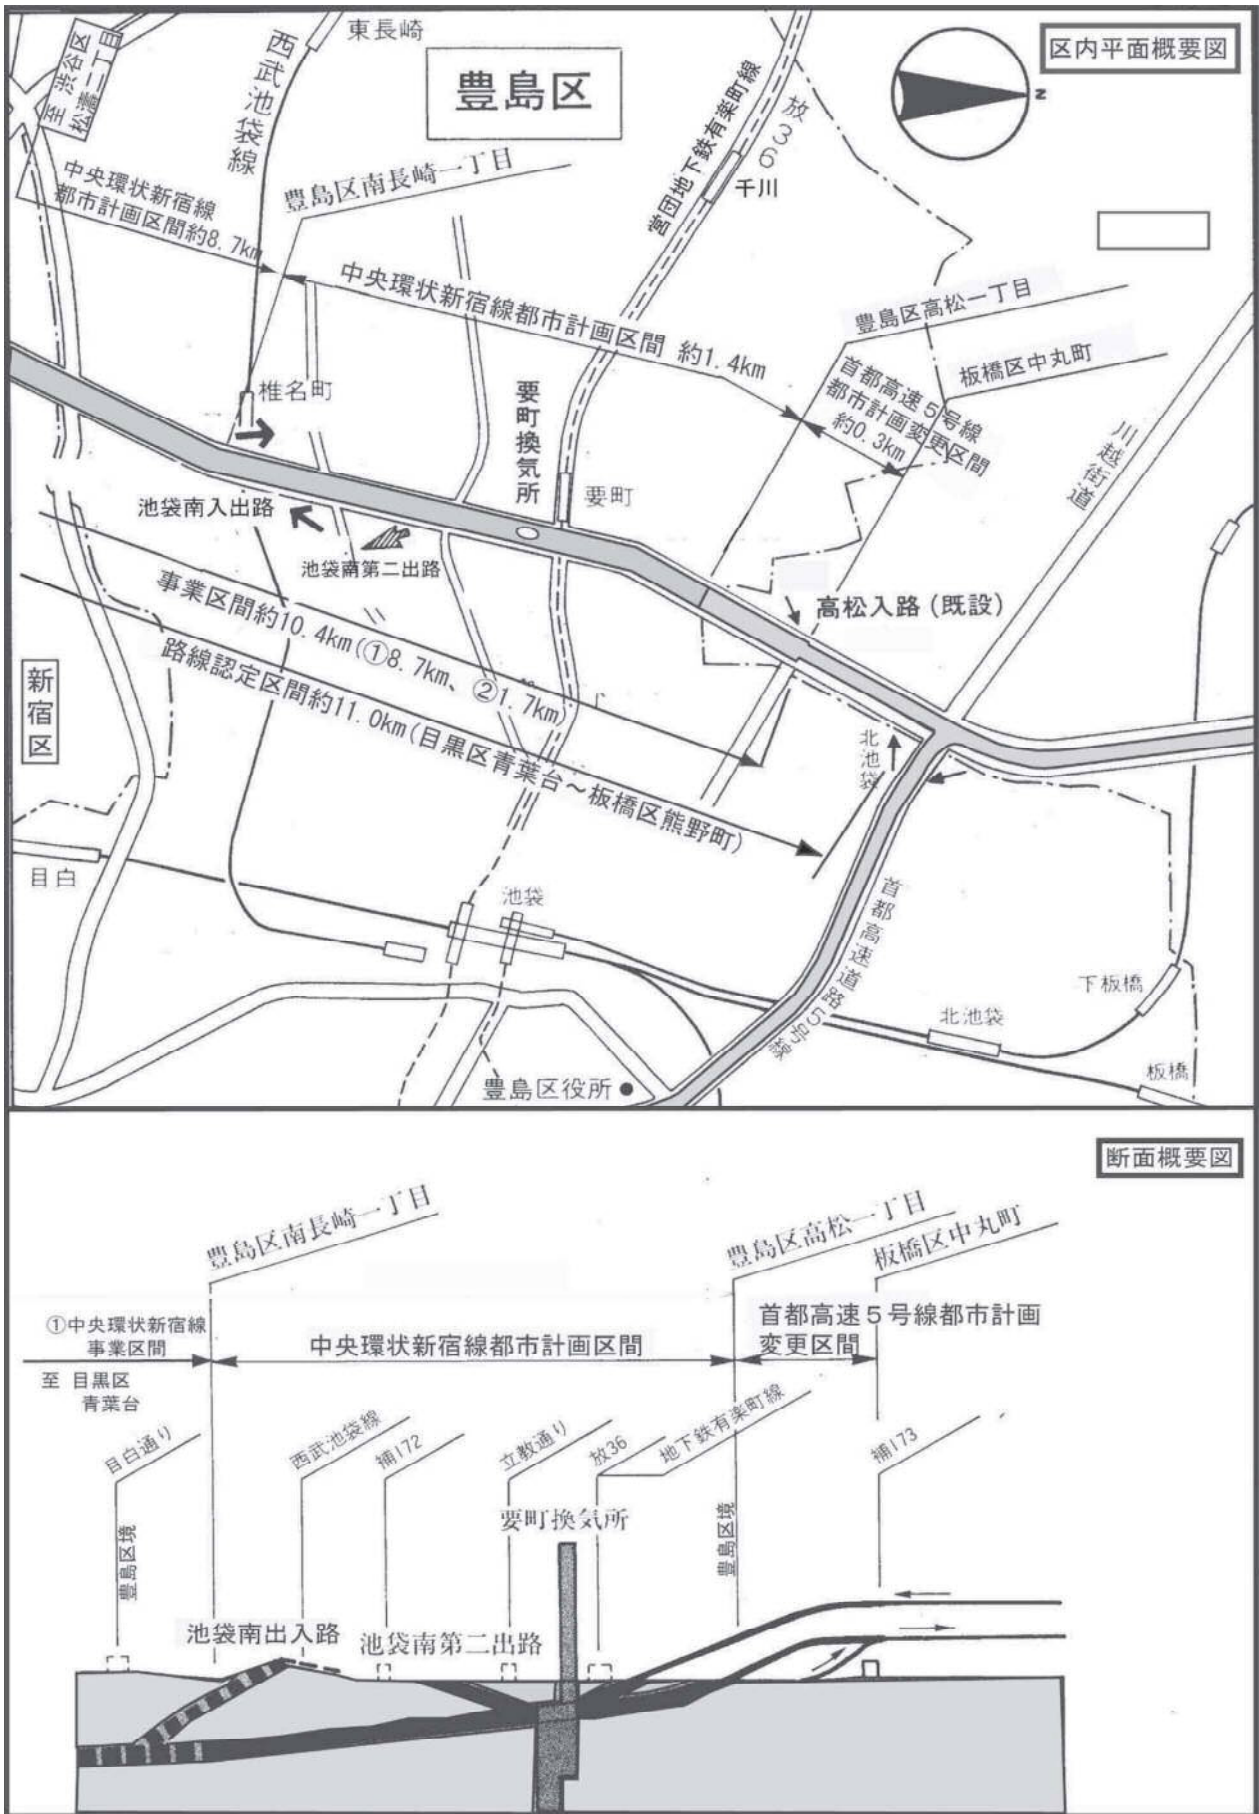 区内平面概要図
豊島区
N
東長崎
西武池袋線
至 渋谷区
松濤二丁目
中央環状新宿線
都市計画区間約8.7km
豊島区南長崎一丁目
営団地下鉄有楽町線
放36
千川
中央環状新宿線都市計画区間 約1.4km
豊島区高松一丁目
首都高速5号線
都市計画変更区間
約0.3km
板橋区中丸町
川越街道
椎名町
要町換気所
要町
池袋南入出路
池袋南第二出路
高松入路(既設)
事業区間約10.4km(①8.7km、②1.7km)
路線認定区間約11.0km(目黒区青葉台~板橋区熊野町)
新宿区
北池袋
目白
池袋
首都高速道路5号線
下板橋
北池袋
板橋
豊島区役所
断面概要図
豊島区南長崎一丁目
豊島区高松一丁目
板橋区中丸町
①中央環状新宿線
事業区間
中央環状新宿線都市計画区間
首都高速5号線都市計画
変更区間
至 目黒区
青葉台
目白通り
西武池袋線
補172
立教通り
放36
地下鉄有楽町線
補173
要町換気所
豊島区境
豊島区境
池袋南出入路
池袋南第二出路